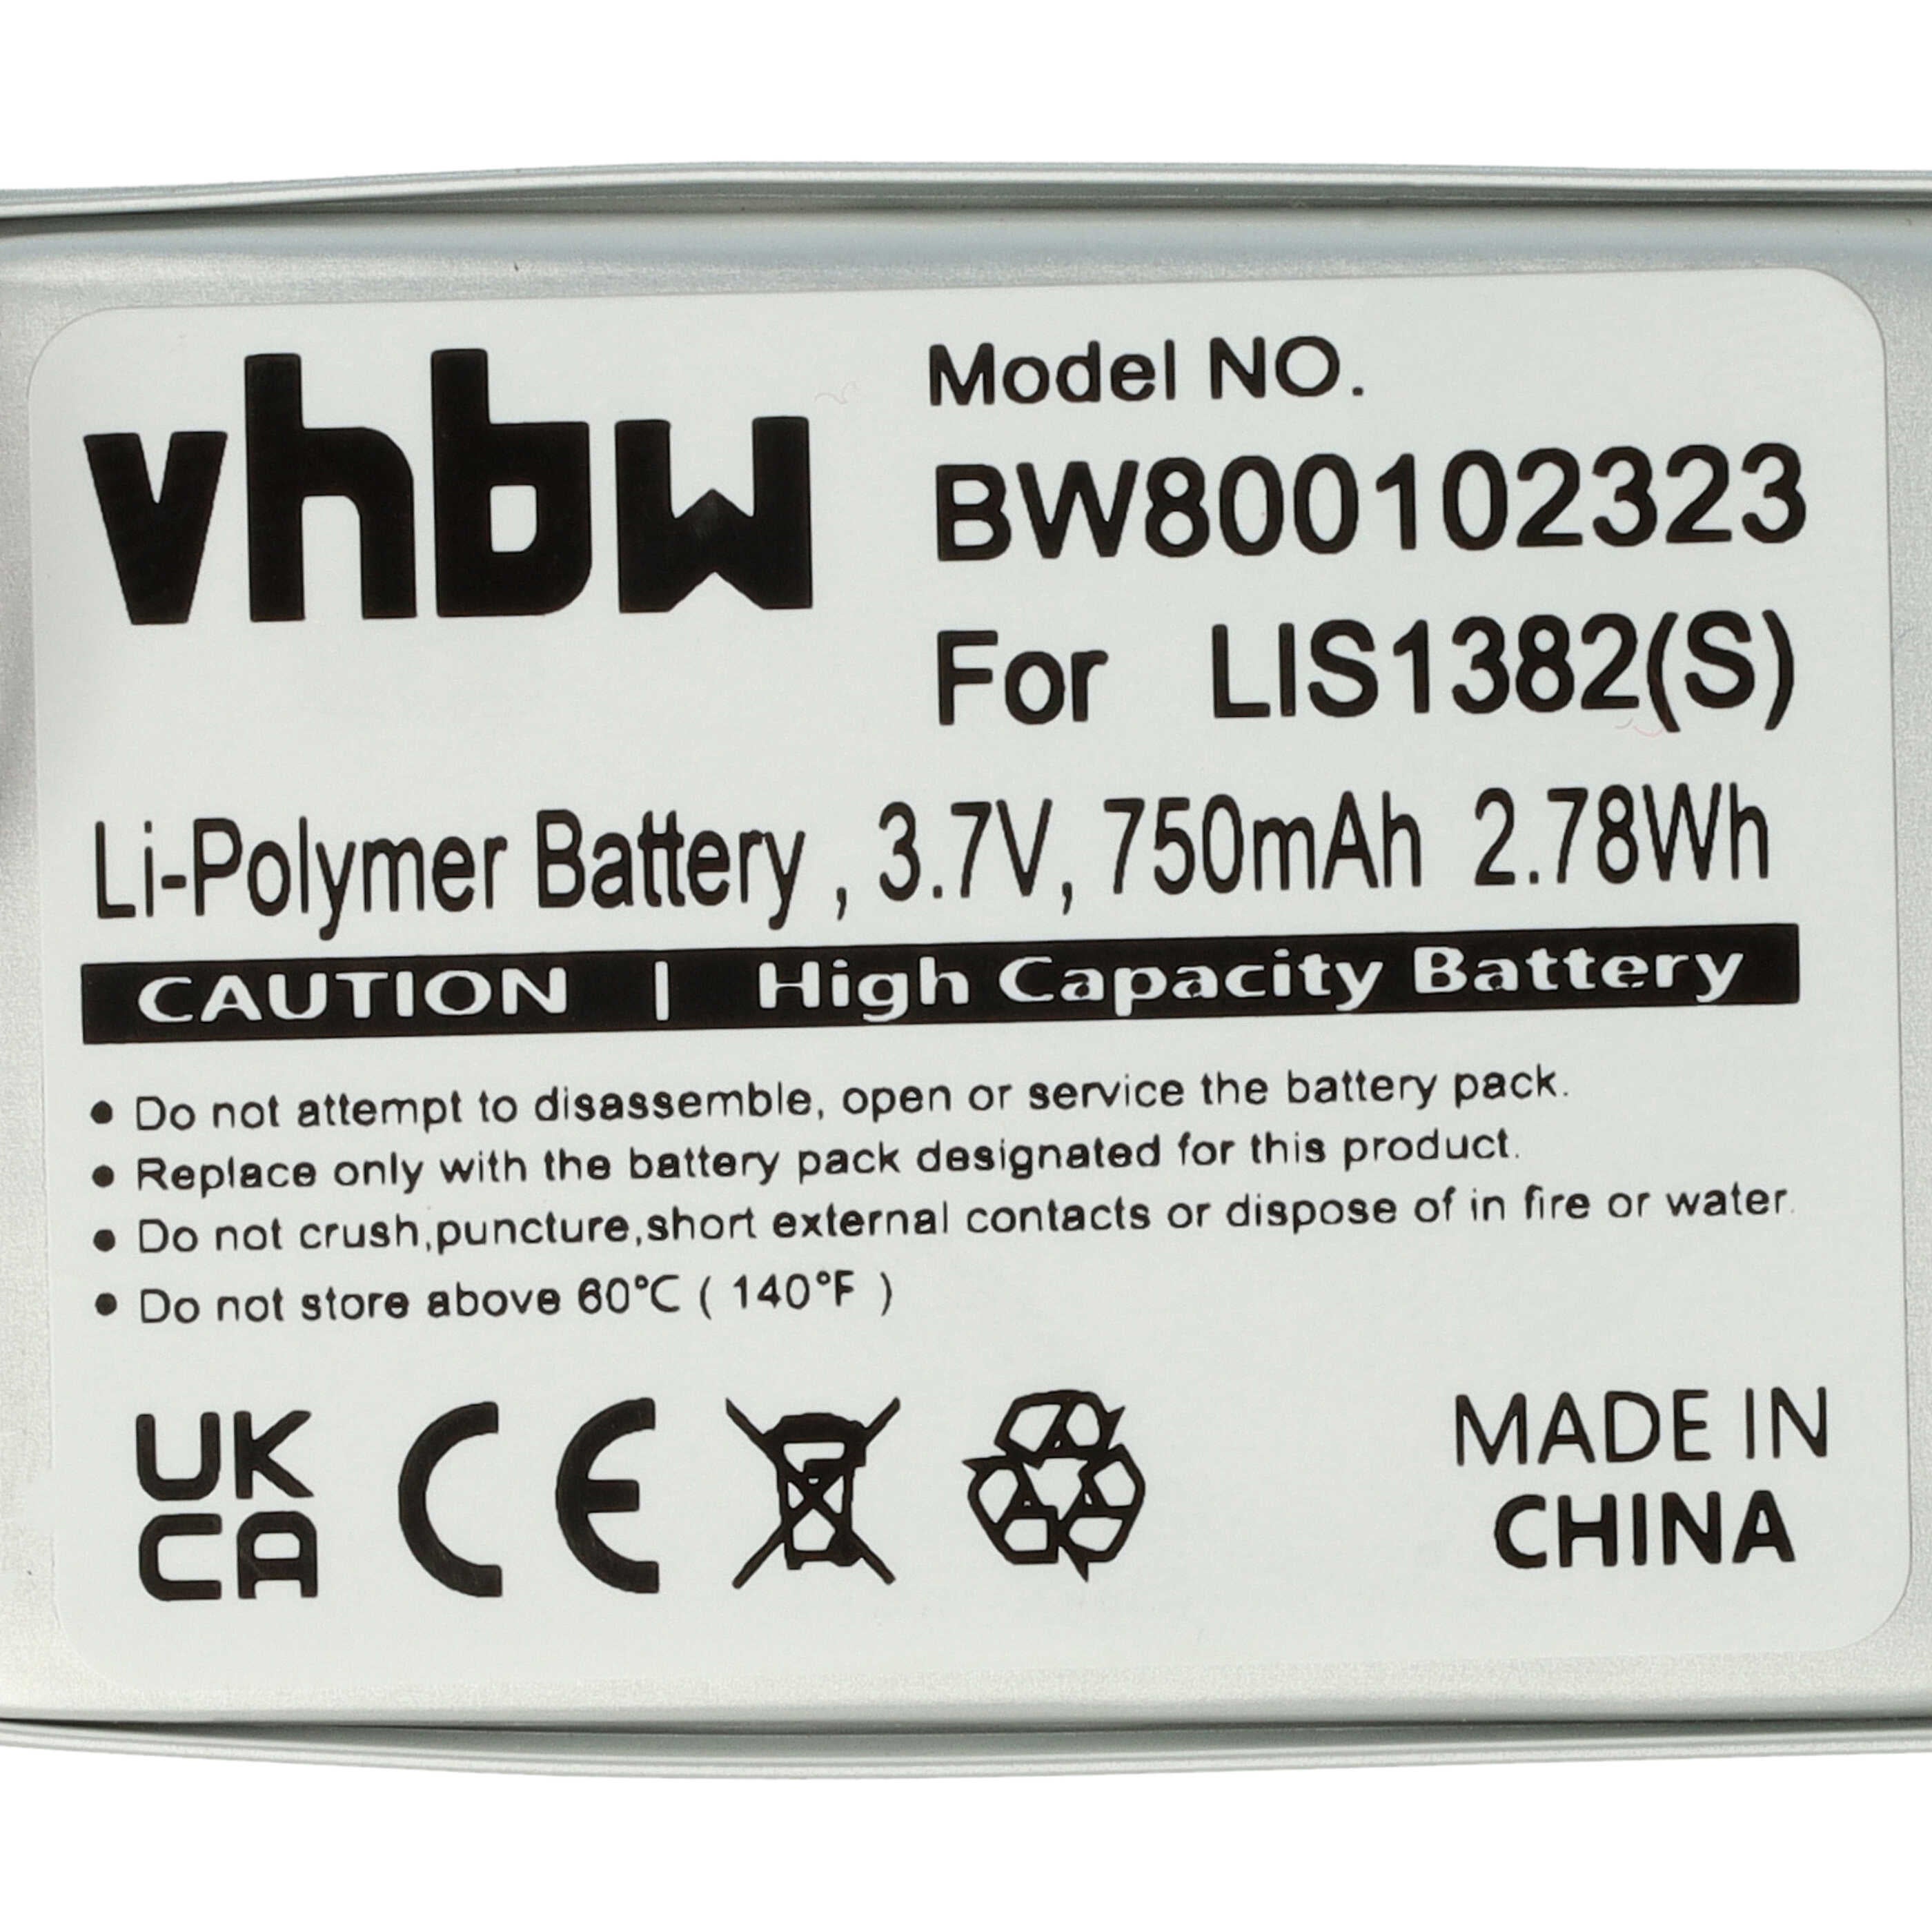 vhbw
Model NO.
BW800102323
For LIS1382(S)
Li-Polymer Battery , 3.7V, 750mAh 2.78Wh
CAUTION | High Capacity Battery
● Do not attempt to disassemble, open or service the battery pack.
● Replace only with the battery pack designated for this product.
● Do not crush,puncture,short external contacts or dispose of in fire or water.
● Do not store above 60°C ( 140°F )
UK
CA
CE
MADE IN
CHINA